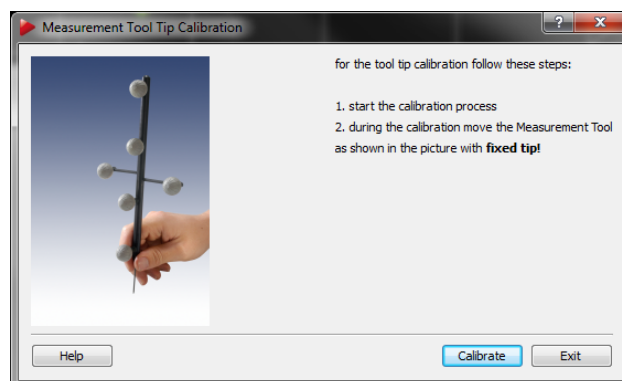 Measurement Tool Tip Calibration
for the tool tip calibration follow these steps:
1. start the calibration process
2. during the calibration move the Measurement Tool
as shown in the picture with fixed tip!
Help
Calibrate
Exit